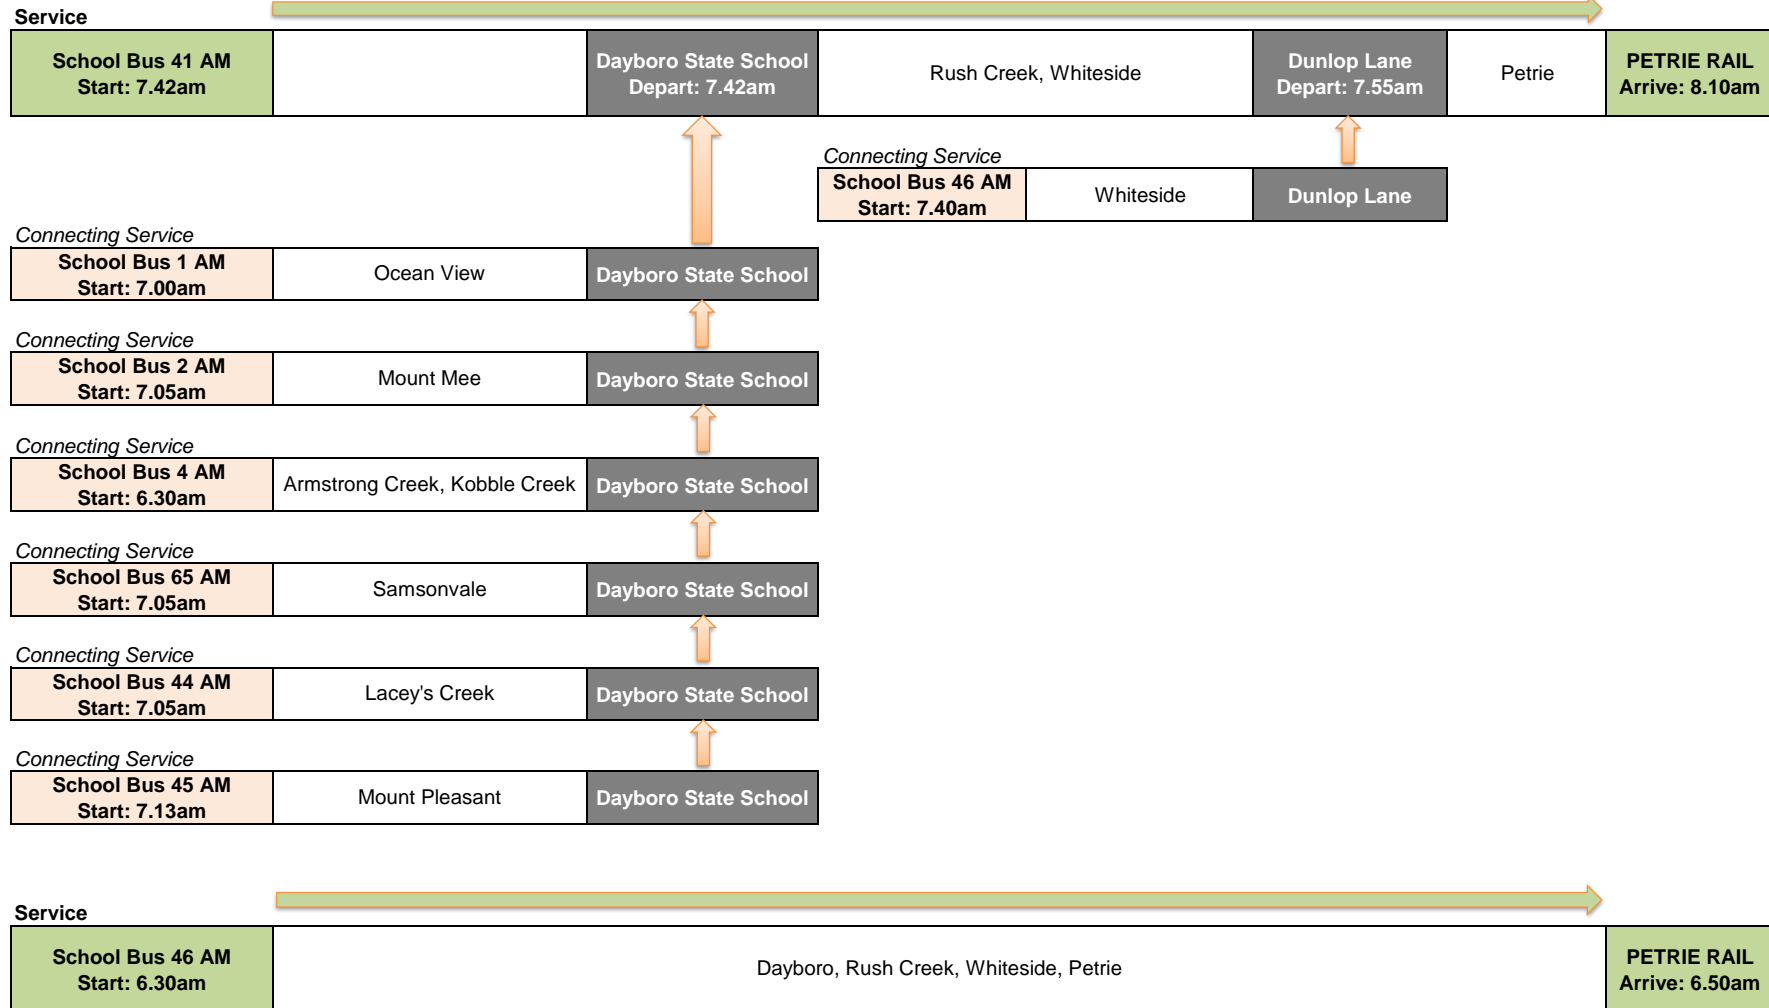 Service
School Bus 41 AM
Start: 7.42am
Dayboro State School
Depart: 7.42am
Rush Creek, Whiteside
Dunlop Lane
Depart: 7.55am
Petrie
PETRIE RAIL
Arrive: 8.10am
Connecting Service
School Bus 46 AM
Start: 7.40am
Whiteside
Dunlop Lane
Connecting Service
School Bus 1 AM
Start: 7.00am
Ocean View
Dayboro State School
Connecting Service
School Bus 2 AM
Start: 7.05am
Mount Mee
Dayboro State School
Connecting Service
School Bus 4 AM
Start: 6.30am
Armstrong Creek, Kobble Creek
Dayboro State School
Connecting Service
School Bus 65 AM
Start: 7.05am
Samsonvale
Dayboro State School
Connecting Service
School Bus 44 AM
Start: 7.05am
Lacey's Creek
Dayboro State School
Connecting Service
School Bus 45 AM
Start: 7.13am
Mount Pleasant
Dayboro State School
Service
School Bus 46 AM
Start: 6.30am
Dayboro, Rush Creek, Whiteside, Petrie
PETRIE RAIL
Arrive: 6.50am